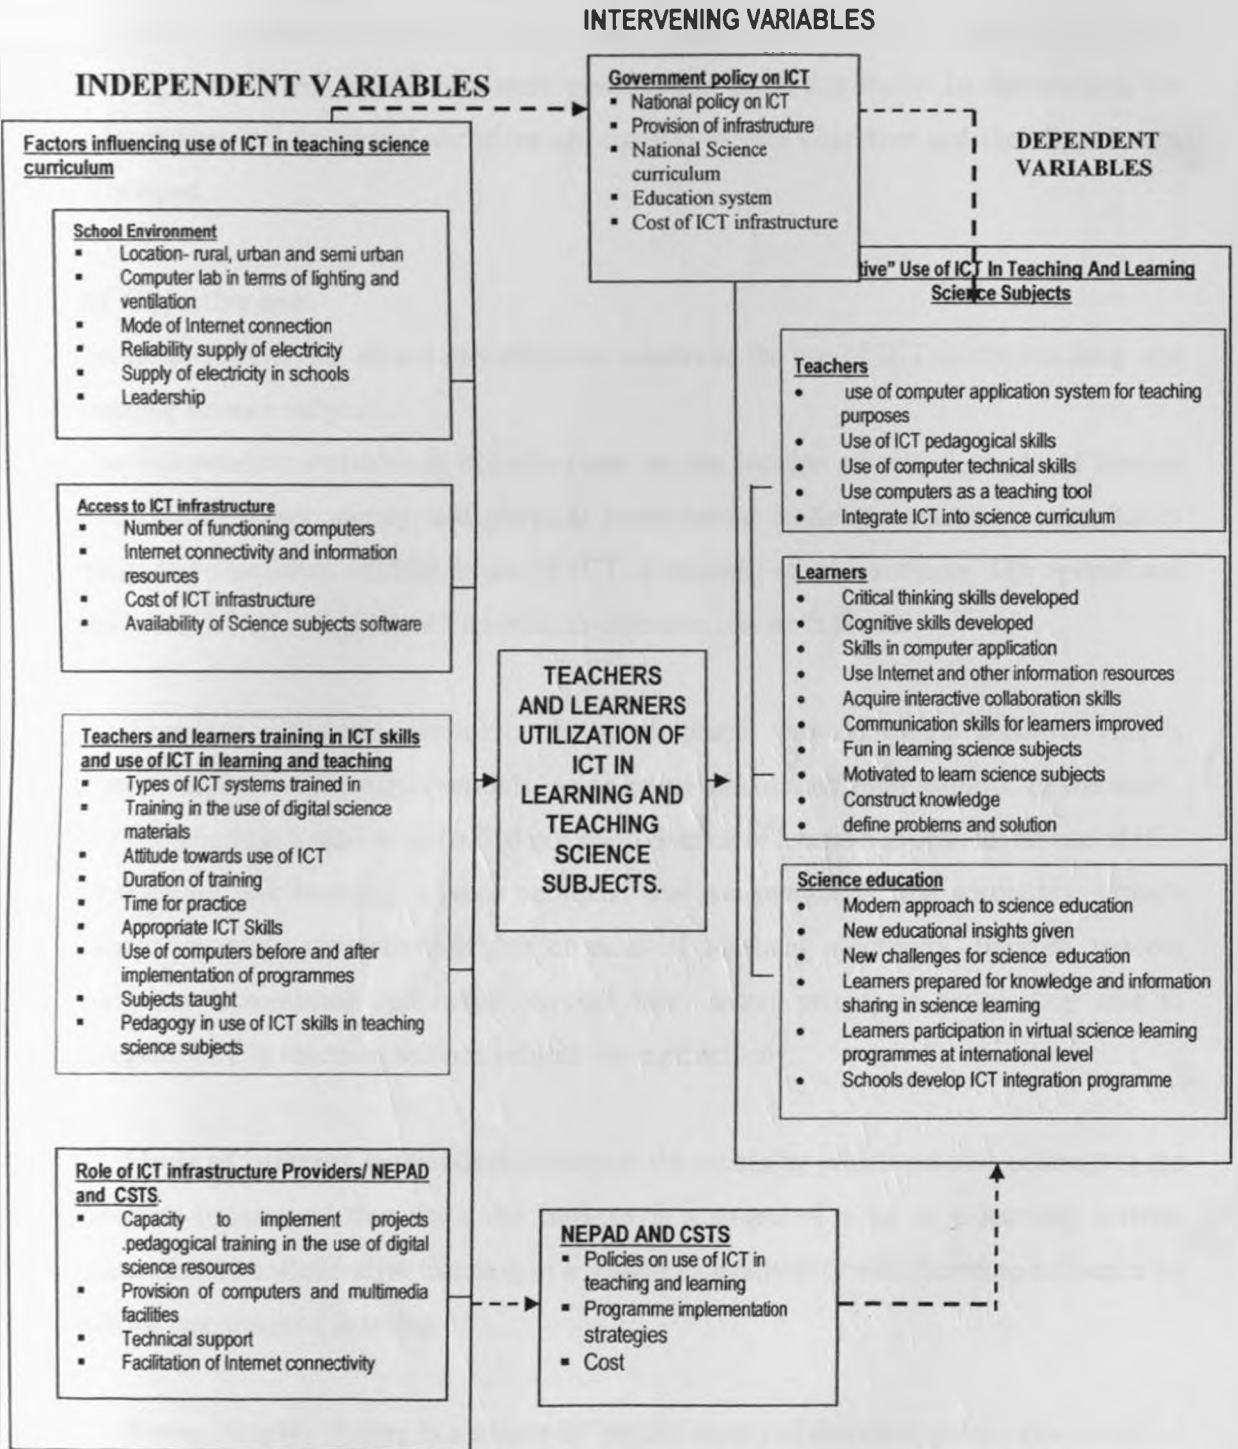 INTERVENING VARIABLES
INDEPENDENT VARIABLES
Factors influencing use of ICT in teaching science
curriculum
School Environment
▪ Location- rural, urban and semi urban
▪ Computer lab in terms of lighting and
ventilation
▪ Mode of Internet connection
▪ Reliability supply of electricity
▪ Supply of electricity in schools
▪ Leadership
Access to ICT infrastructure
▪ Number of functioning computers
▪ Internet connectivity and information
resources
▪ Cost of ICT infrastructure
▪ Availability of Science subjects software
Teachers and learners training in ICT skills
and use of ICT in learning and teaching
▪ Types of ICT systems trained in
▪ Training in the use of digital science
materials
▪ Attitude towards use of ICT
▪ Duration of training
▪ Time for practice
▪ Appropriate ICT Skills
▪ Use of computers before and after
implementation of programmes
▪ Subjects taught
▪ Pedagogy in use of ICT skills in teaching
science subjects
Role of ICT infrastructure Providers/ NEPAD
and CSTS.
▪ Capacity to implement projects
.pedagogical training in the use of digital
science resources
▪ Provision of computers and multimedia
facilities
▪ Technical support
▪ Facilitation of Internet connectivity
Government policy on ICT
▪ National policy on ICT
▪ Provision of infrastructure
▪ National Science
curriculum
▪ Education system
▪ Cost of ICT infrastructure
TEACHERS
AND LEARNERS
UTILIZATION OF
ICT IN
LEARNING AND
TEACHING
SCIENCE
SUBJECTS.
NEPAD AND CSTS
▪ Policies on use of ICT in
teaching and learning
▪ Programme implementation
strategies
▪ Cost
DEPENDENT
VARIABLES
tive" Use of ICT In Teaching And Learning
Science Subjects
Teachers
• use of computer application system for teaching
purposes
• Use of ICT pedagogical skills
• Use of computer technical skills
• Use computers as a teaching tool
• Integrate ICT into science curriculum
Learners
• Critical thinking skills developed
• Cognitive skills developed
• Skills in computer application
• Use Internet and other information resources
• Acquire interactive collaboration skills
• Communication skills for learners improved
• Fun in learning science subjects
• Motivated to learn science subjects
• Construct knowledge
• define problems and solution
Science education
• Modern approach to science education
• New educational insights given
• New challenges for science education
• Learners prepared for knowledge and information
sharing in science learning
• Learners participation in virtual science learning
programmes at international level
• Schools develop ICT integration programme